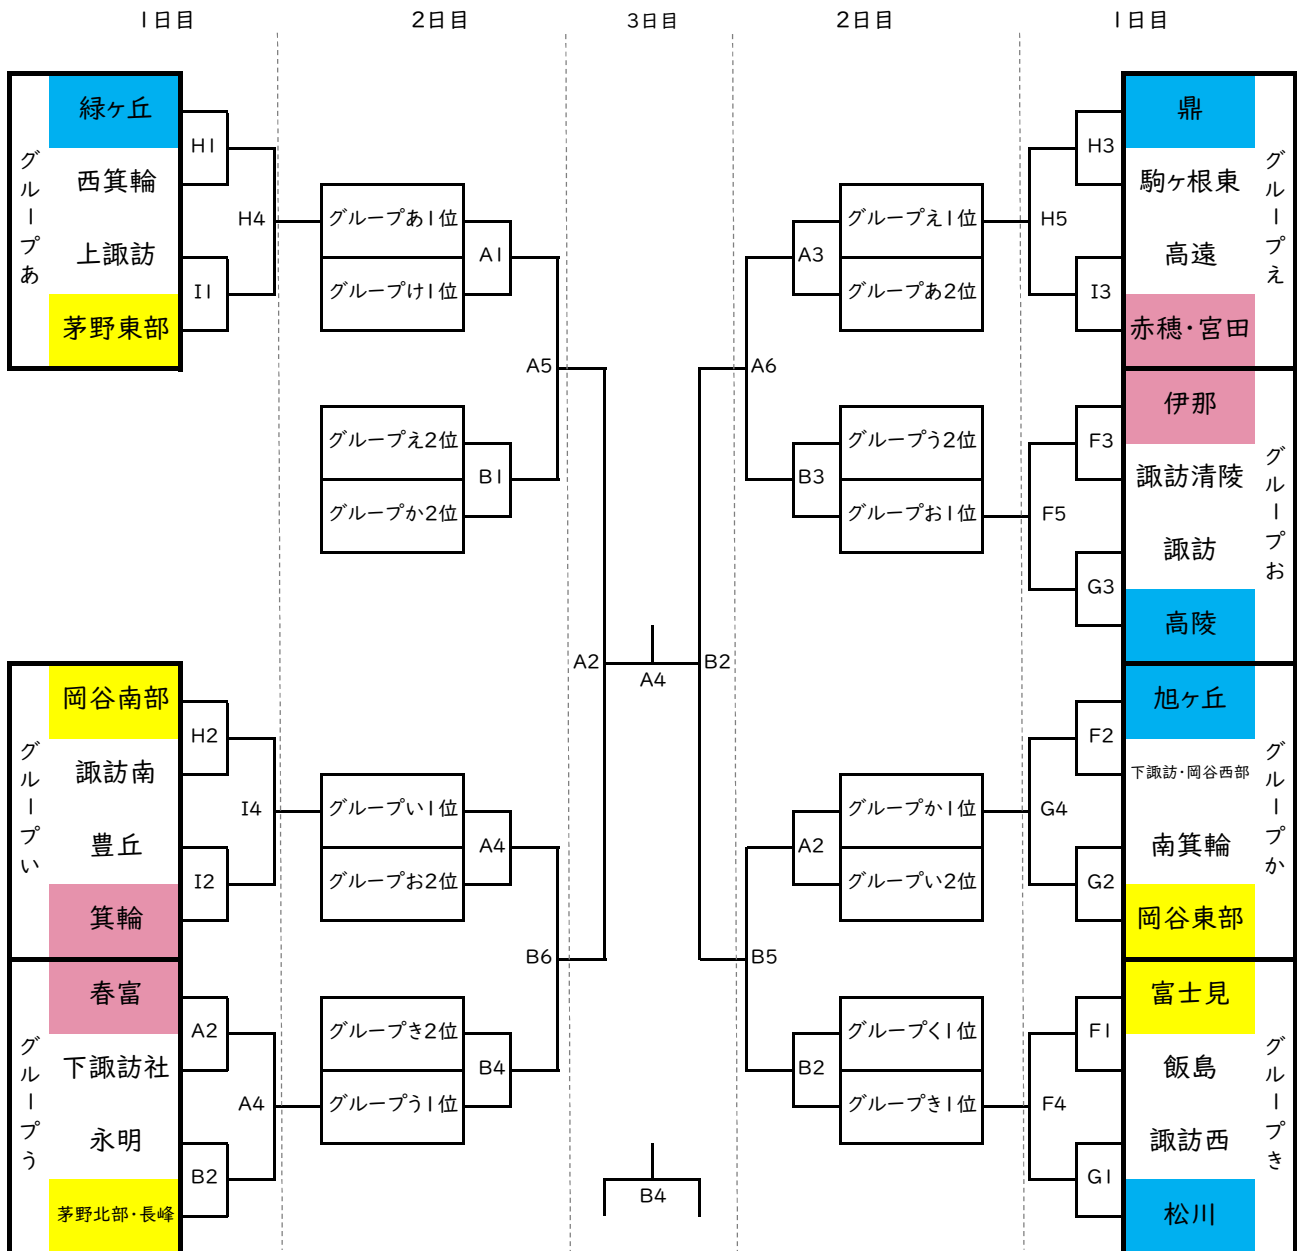 1日目
2日目
3日目
2日目
1日目
グループあ
緑ヶ丘
西箕輪
上諏訪
茅野東部
H1
I1
H4
グループい
岡谷南部
諏訪南
豊丘
箕輪
H2
I2
I4
グループう
春富
下諏訪社
永明
茅野北部・長峰
A2
B2
A4
グループあ1位
グループけ1位
A1
グループえ2位
グループか2位
B1
A5
グループい1位
グループお2位
A4
グループき2位
グループう1位
B4
B6
A2
A4
B2
B4
グループえ1位
グループあ2位
A3
グループう2位
グループお1位
B3
A6
グループか1位
グループい2位
A2
グループく1位
グループき1位
B2
B5
グループえ
鼎
駒ヶ根東
高遠
赤穂・宮田
H3
I3
H5
グループお
伊那
諏訪清陵
諏訪
高陵
F3
G3
F5
グループか
旭ヶ丘
下諏訪・岡谷西部
南箕輪
岡谷東部
F2
G2
G4
グループき
富士見
飯島
諏訪西
松川
F1
G1
F4